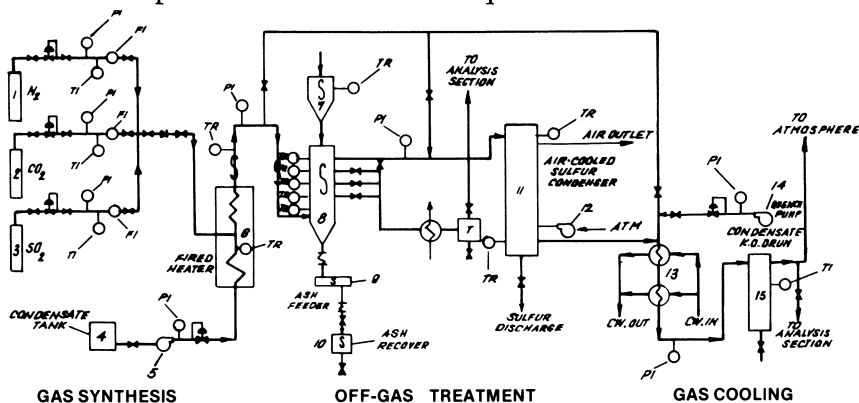 PI
PI
TI
1 N2
PI
FI
TI
2 CO2
PI
TI
FI
3 SO2
CONDENSATE
TANK
4
PI
5
TR
PI
6
FIRED
HEATER
TR
S
7
TR
S
8
S
9
ASH
FEEDER
10
S
ASH
RECOVER
TO
ANALYSIS
SECTION
PI
T
TR
11
TR
AIR OUTLET
AIR-COOLED
SULFUR
CONDENSER
12
ATM
SULFUR
DISCHARGE
TO
ATMOSPHERE
PI
14
QUENCH
PUMP
CONDENSATE
K.O. DRUM
13
CW. OUT
CW. IN
15
TI
PI
TO
ANALYSIS
SECTION
GAS SYNTHESIS
OFF-GAS TREATMENT
GAS COOLING